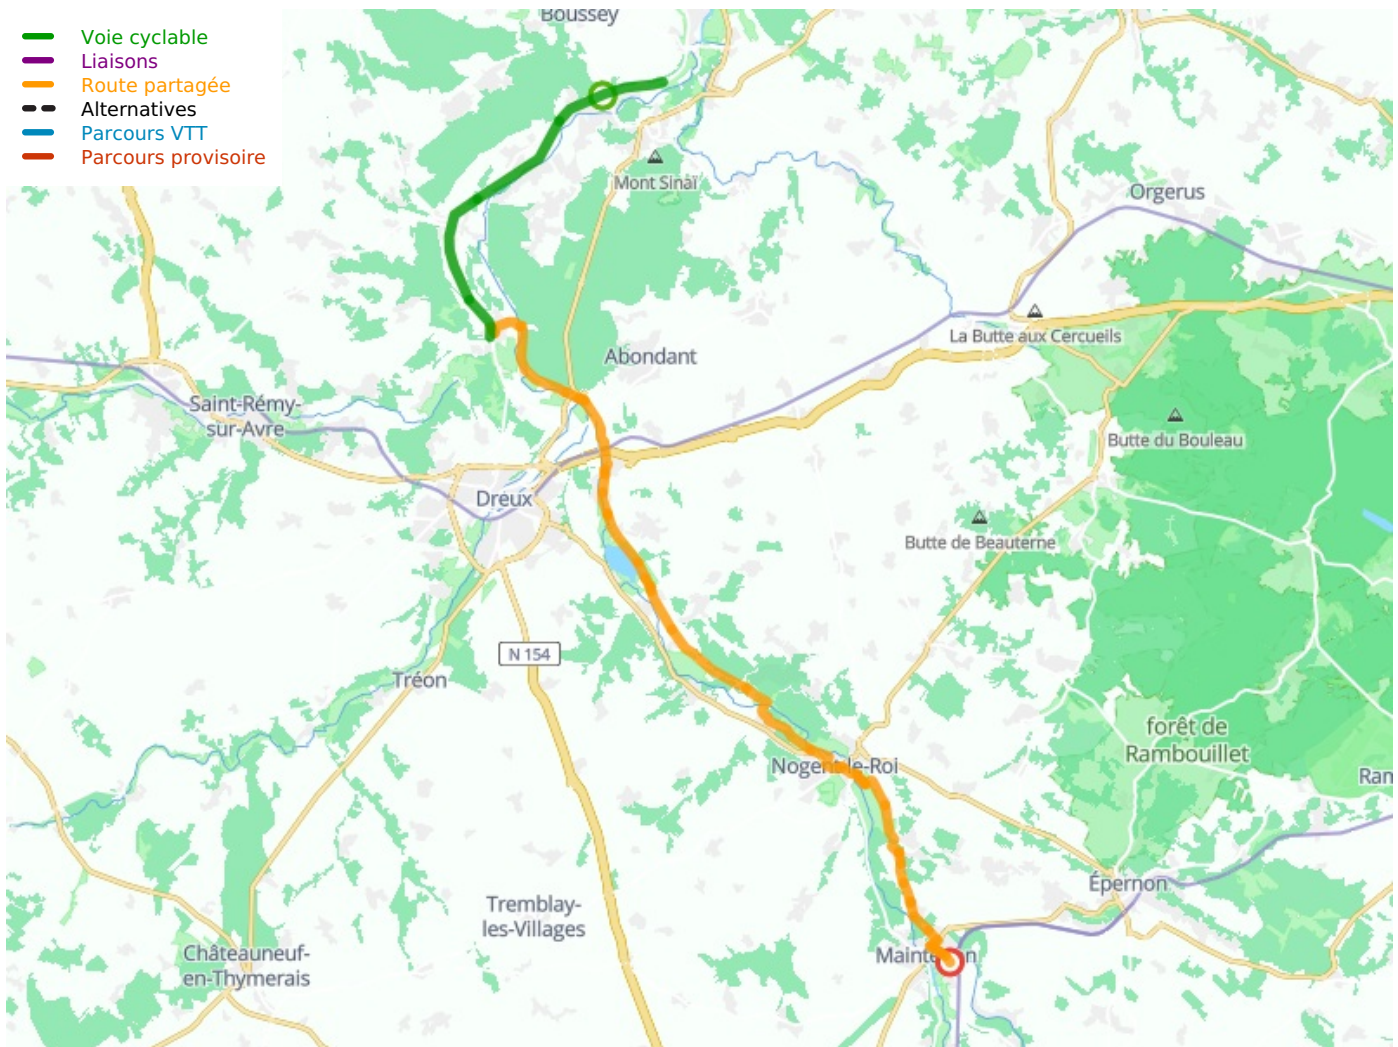 Voie cyclable
Liaisons
Route partagée
Alternatives
Parcours VTT
Parcours provisoire
Boussey
Mont Sinaï
Orgerus
La Butte aux Cercueils
Abondant
Saint-Rémy-
sur-Avre
Butte du Bouleau
Dreux
Butte de Beauterne
N 154
Tréon
forêt de
Rambouillet
Nogent-le-Roi
Ram
Épernon
Tremblay-
les-Villages
Châteauneuf-
en-Thymerais
Maintenon